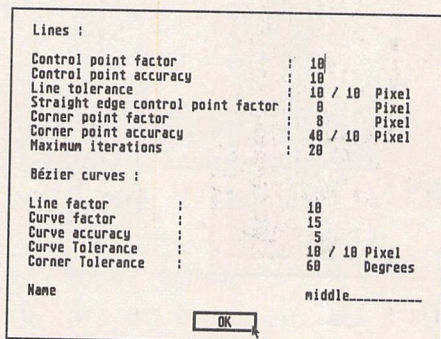 Lines :
Control point factor : 10
Control point accuracy : 10
Line tolerance : 10 / 10 Pixel
Straight edge control point factor : 0 Pixel
Corner point factor : 8 Pixel
Corner point accuracy : 40 / 10 Pixel
Maximum iterations : 20
Bézier curves :
Line factor : 10
Curve factor : 15
Curve accuracy : 5
Curve Tolerance : 10 / 10 Pixel
Corner Tolerance : 60 Degrees
Name middle__________
OK